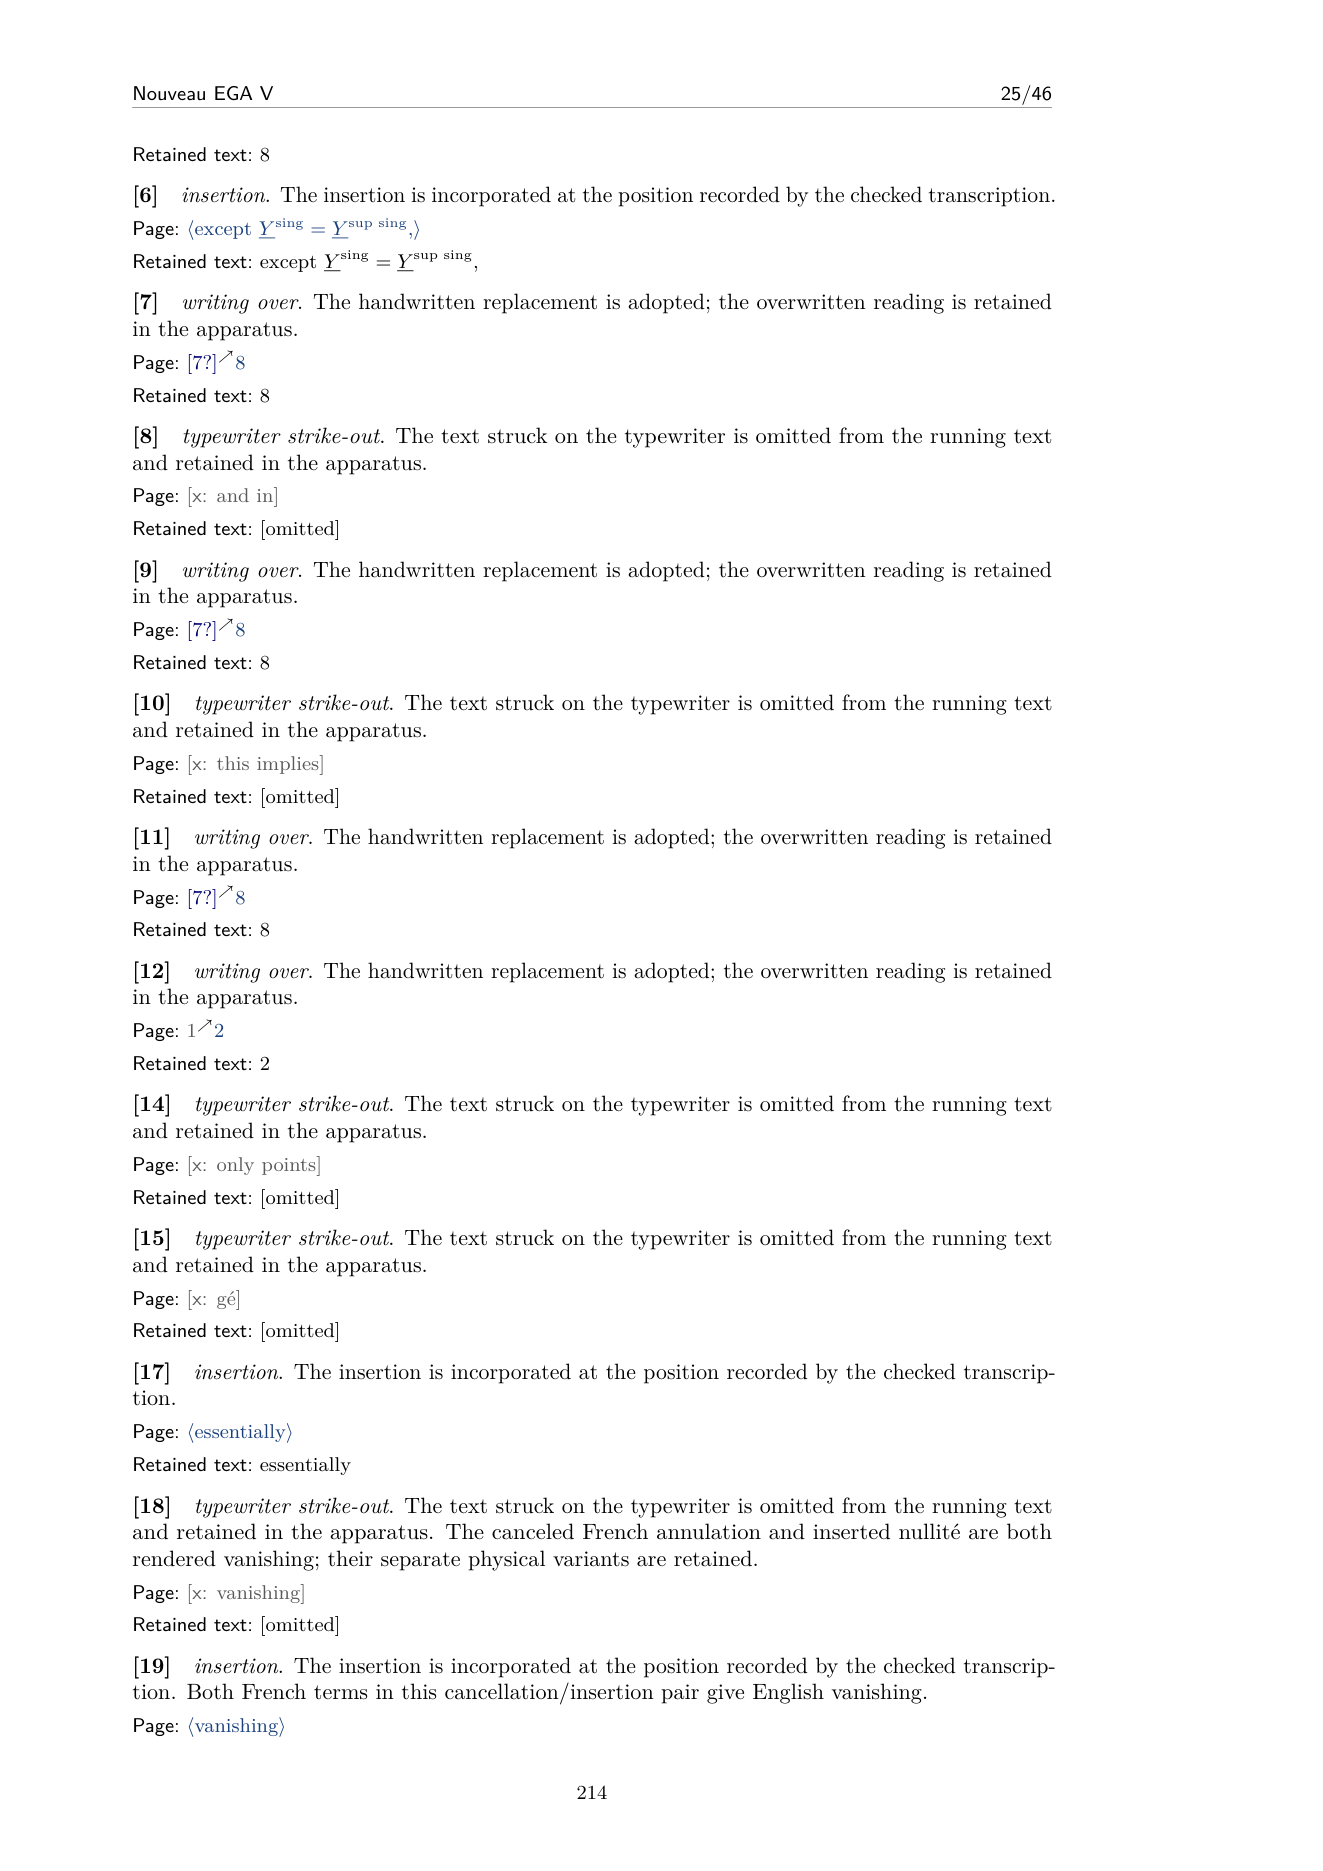 Nouveau EGA V 25/46
Retained text: 8
[6] insertion. The insertion is incorporated at the position recorded by the checked transcription.
Page: ⟨except Y̲^sing = Y̲^sup sing,⟩
Retained text: except Y̲^sing = Y̲^sup sing,
[7] writing over. The handwritten replacement is adopted; the overwritten reading is retained
in the apparatus.
Page: [7?]↗8
Retained text: 8
[8] typewriter strike-out. The text struck on the typewriter is omitted from the running text
and retained in the apparatus.
Page: [x: and in]
Retained text: [omitted]
[9] writing over. The handwritten replacement is adopted; the overwritten reading is retained
in the apparatus.
Page: [7?]↗8
Retained text: 8
[10] typewriter strike-out. The text struck on the typewriter is omitted from the running text
and retained in the apparatus.
Page: [x: this implies]
Retained text: [omitted]
[11] writing over. The handwritten replacement is adopted; the overwritten reading is retained
in the apparatus.
Page: [7?]↗8
Retained text: 8
[12] writing over. The handwritten replacement is adopted; the overwritten reading is retained
in the apparatus.
Page: 1↗2
Retained text: 2
[14] typewriter strike-out. The text struck on the typewriter is omitted from the running text
and retained in the apparatus.
Page: [x: only points]
Retained text: [omitted]
[15] typewriter strike-out. The text struck on the typewriter is omitted from the running text
and retained in the apparatus.
Page: [x: gé]
Retained text: [omitted]
[17] insertion. The insertion is incorporated at the position recorded by the checked transcrip-
tion.
Page: ⟨essentially⟩
Retained text: essentially
[18] typewriter strike-out. The text struck on the typewriter is omitted from the running text
and retained in the apparatus. The canceled French annulation and inserted nullité are both
rendered vanishing; their separate physical variants are retained.
Page: [x: vanishing]
Retained text: [omitted]
[19] insertion. The insertion is incorporated at the position recorded by the checked transcrip-
tion. Both French terms in this cancellation/insertion pair give English vanishing.
Page: ⟨vanishing⟩
214